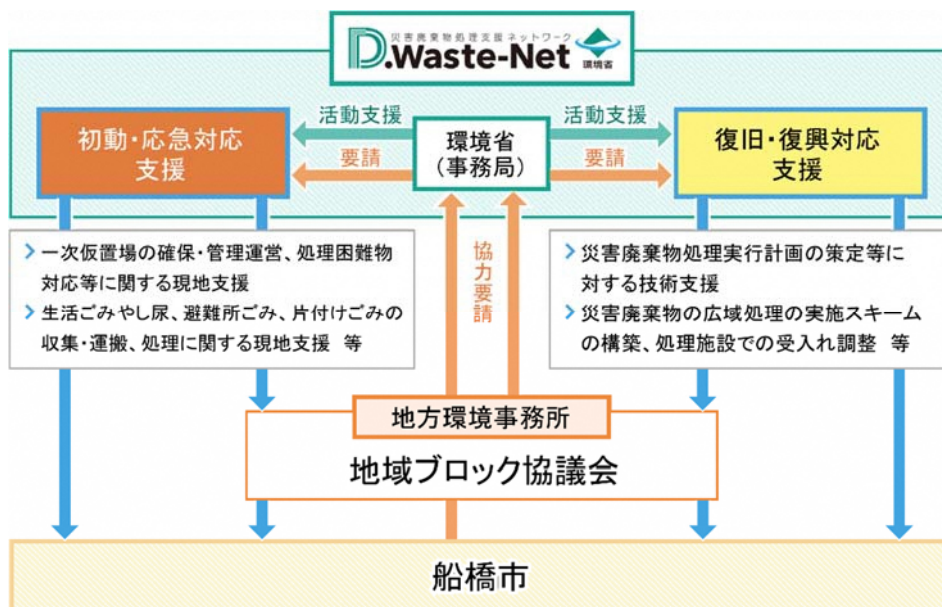 災害廃棄物処理支援ネットワーク
D.Waste-Net
環境省
初動・応急対応
支援
活動支援
要請
環境省
(事務局)
活動支援
要請
復旧・復興対応
支援
一次仮置場の確保・管理運営、処理困難物
対応等に関する現地支援
生活ごみやし尿、避難所ごみ、片付けごみの
収集・運搬、処理に関する現地支援 等
協力要請
災害廃棄物処理実行計画の策定等に
対する技術支援
災害廃棄物の広域処理の実施スキーム
の構築、処理施設での受入れ調整 等
地方環境事務所
地域ブロック協議会
船橋市